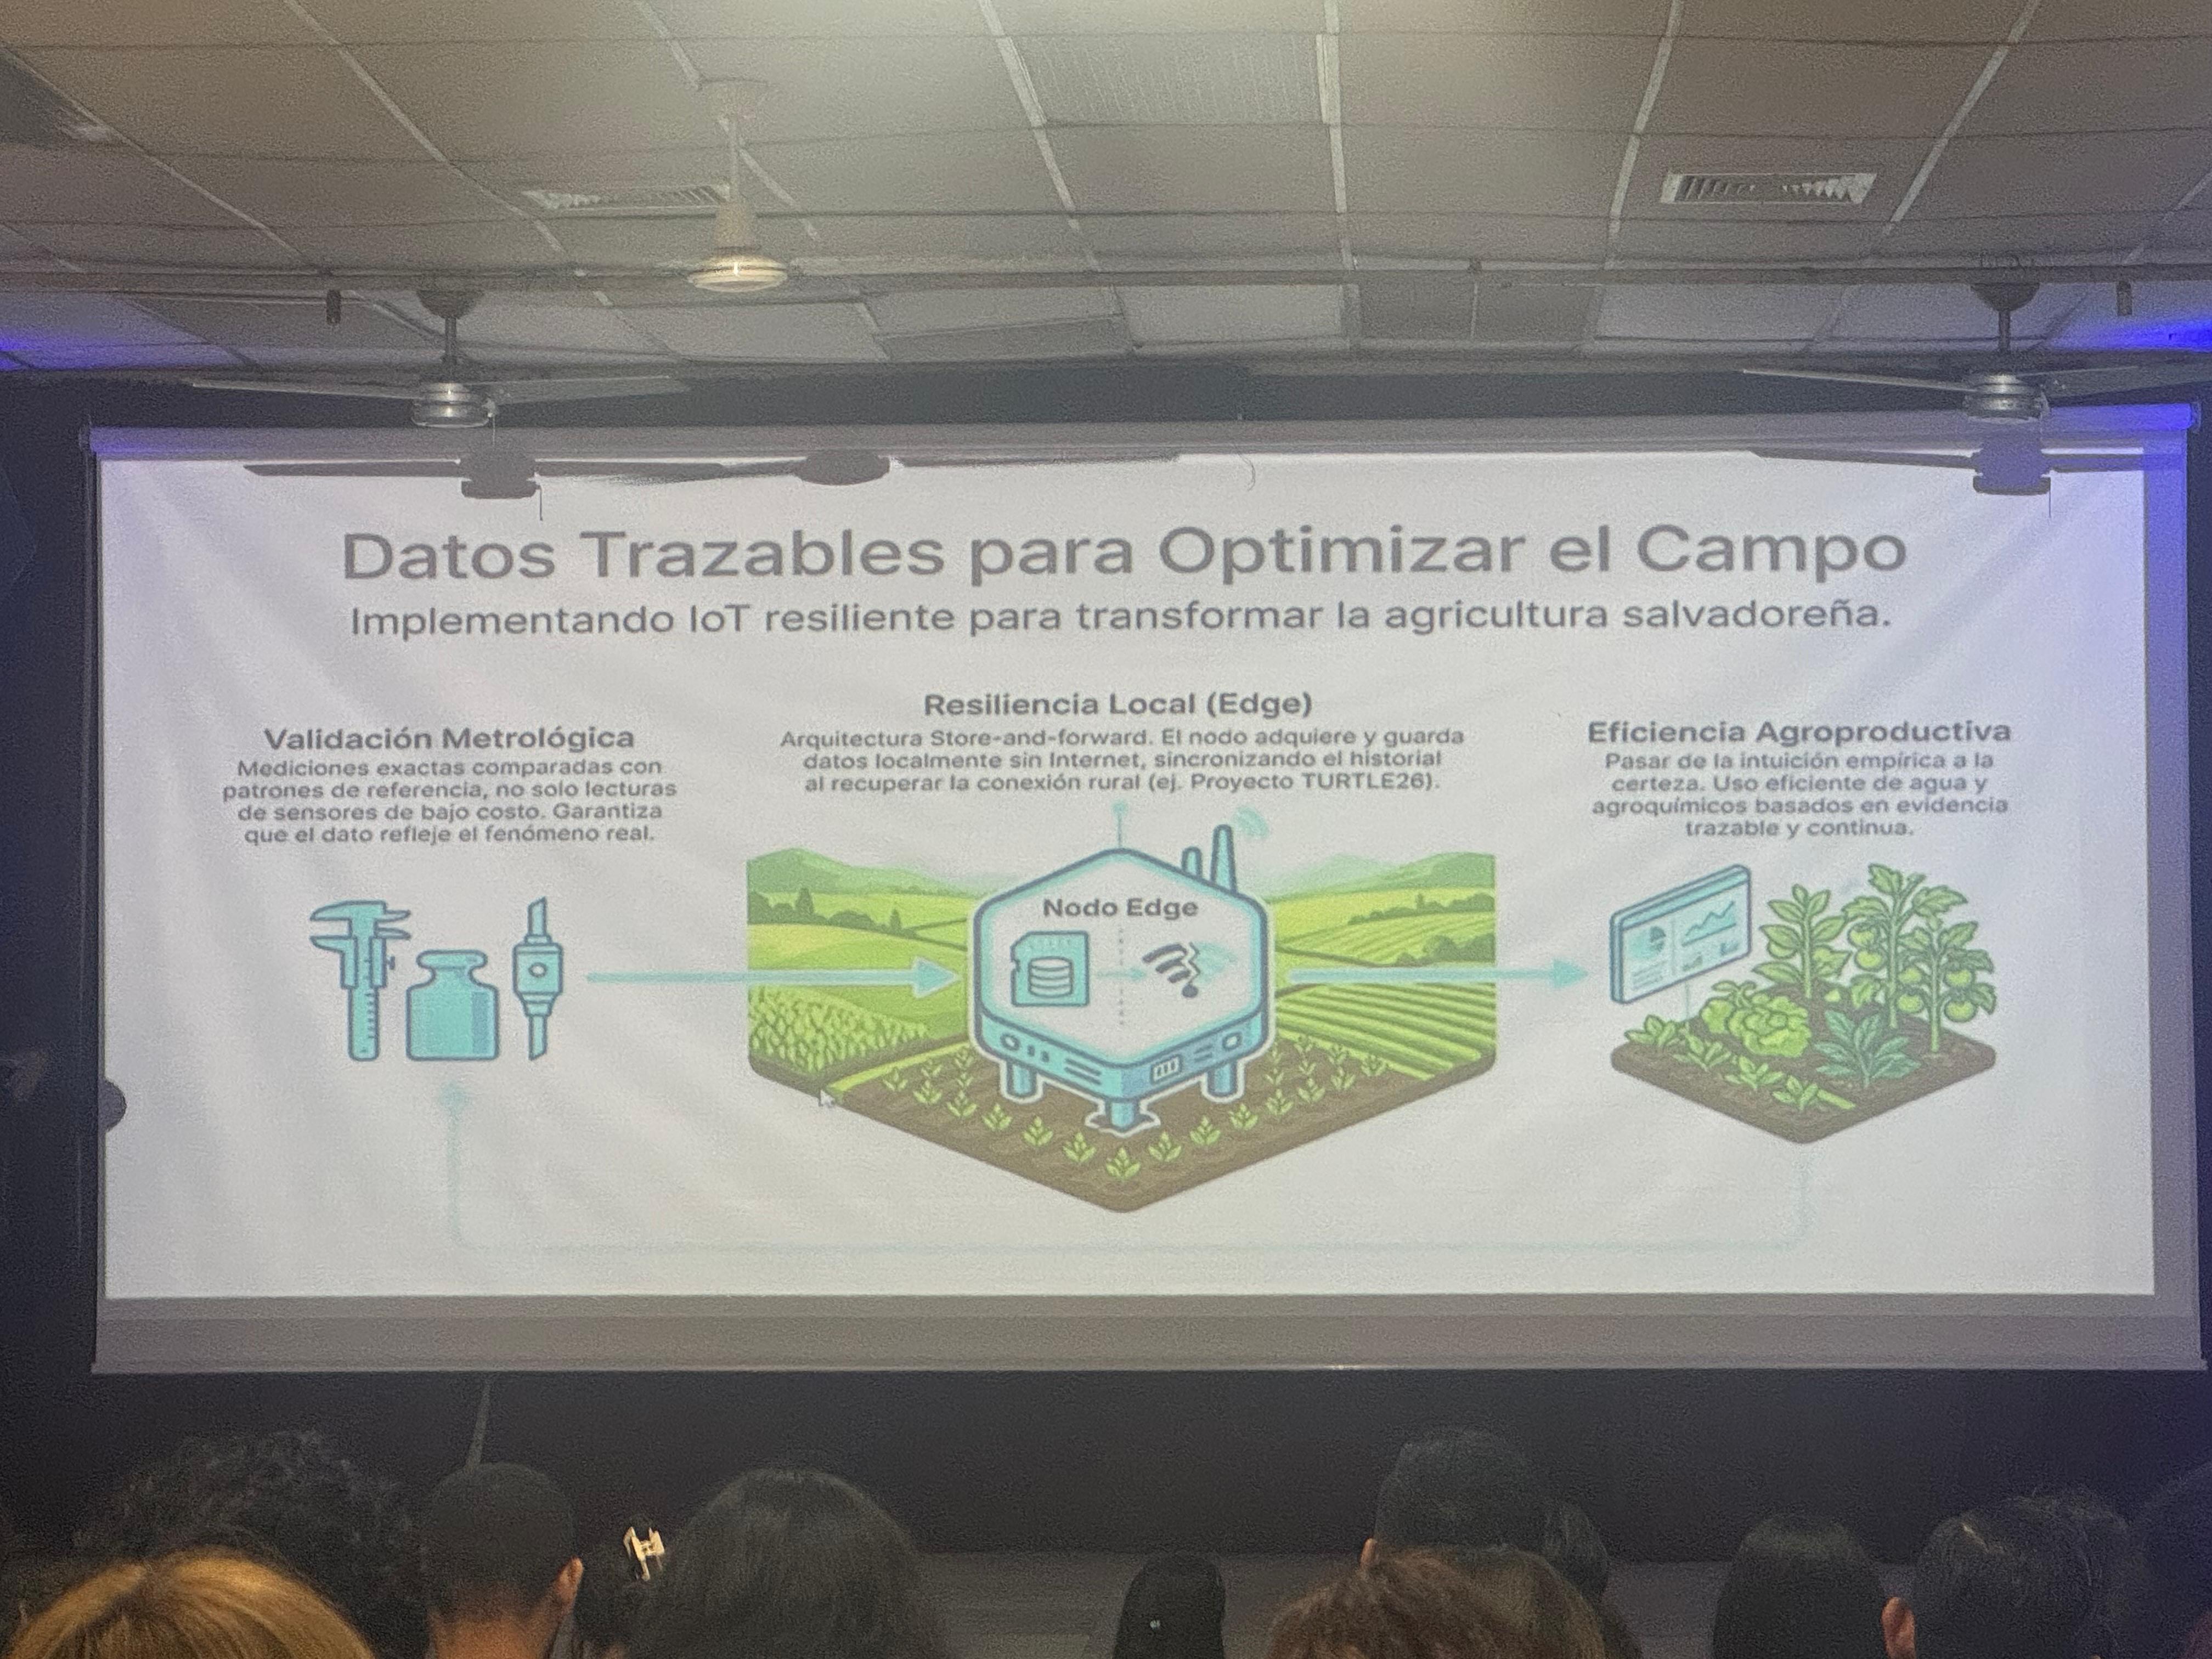 Datos Trazables para Optimizar el Campo
Implementando IoT resiliente para transformar la agricultura salvadoreña.
Validación Metrológica
Mediciones exactas comparadas con
patrones de referencia, no solo lecturas
de sensores de bajo costo. Garantiza
que el dato refleje el fenómeno real.
Resiliencia Local (Edge)
Arquitectura Store-and-forward. El nodo adquiere y guarda
datos localmente sin Internet, sincronizando el historial
al recuperar la conexión rural (ej. Proyecto TURTLE26).
Nodo Edge
Eficiencia Agroproductiva
Pasar de la intuición empírica a la
certeza. Uso eficiente de agua y
agroquímicos basados en evidencia
trazable y continua.